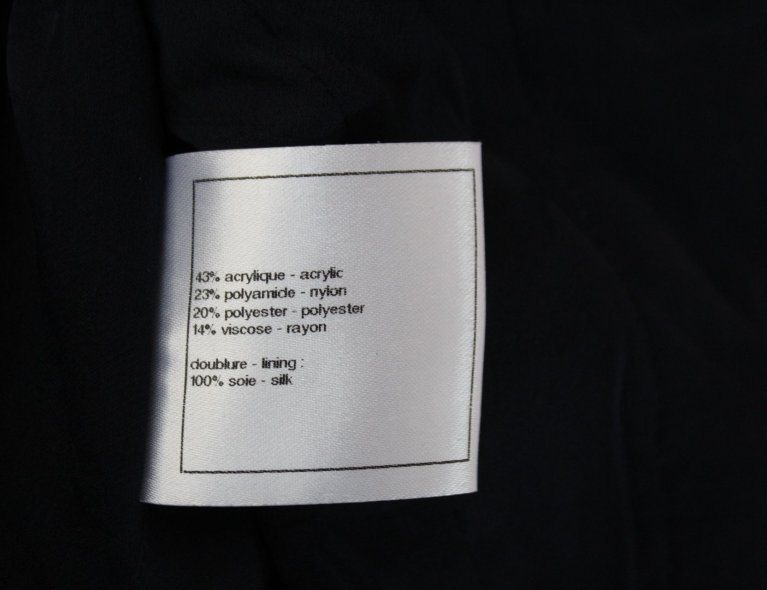 43% acrylique - acrylic
23% polyamide - nylon
20% polyester - polyester
14% viscose - rayon
doublure - lining :
100% soie - silk